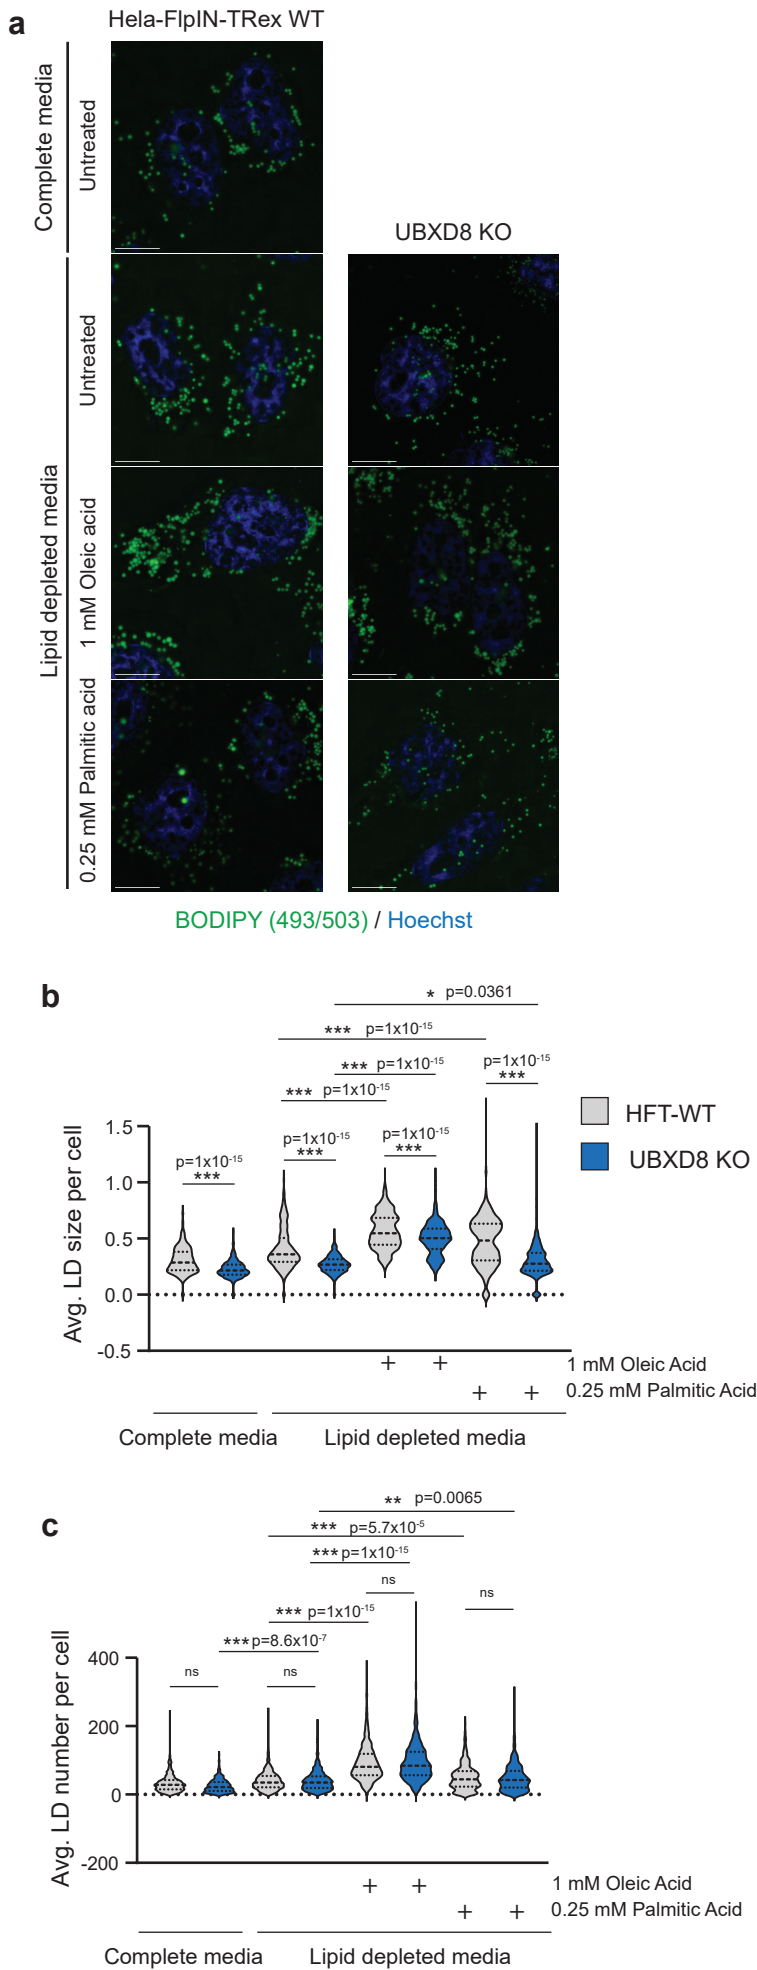 a
Hela-FlpIN-TRex WT
Complete media
Untreated
UBXD8 KO
Lipid depleted media
Untreated
1 mM Oleic acid
0.25 mM Palmitic acid
BODIPY (493/503) / Hoechst
b
* p=0.0361
*** p=1x10-15
*** p=1x10-15
p=1x10-15
***
*** p=1x10-15
p=1x10-15
***
p=1x10-15
***
p=1x10-15
***
HFT-WT
UBXD8 KO
Avg. LD size per cell
1.5
1.0
0.5
0.0
-0.5
+ + 1 mM Oleic Acid
+ + 0.25 mM Palmitic Acid
Complete media Lipid depleted media
c
** p=0.0065
*** p=5.7x10-5
*** p=1x10-15
ns
ns
*** p=1x10-15
*** p=8.6x10-7
ns
ns
Avg. LD number per cell
400
200
0
-200
+ + 1 mM Oleic Acid
+ + 0.25 mM Palmitic Acid
Complete media Lipid depleted media